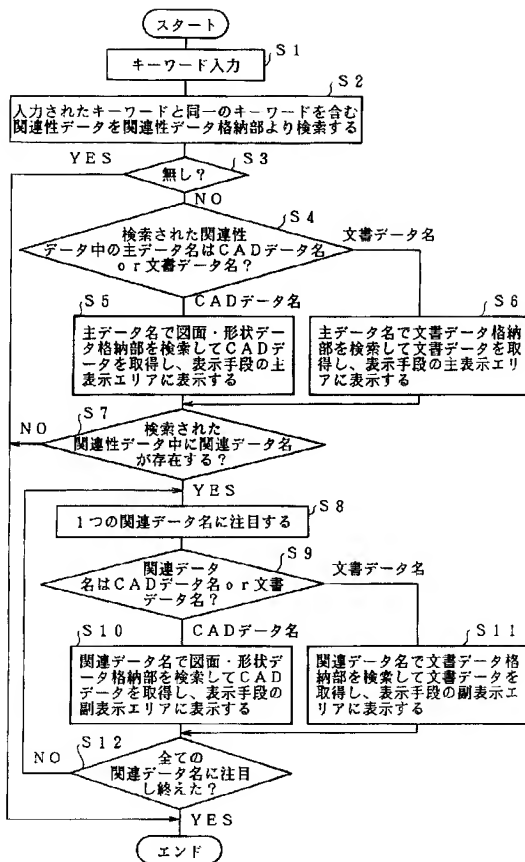 スタート
S1
キーワード入力
S2
入力されたキーワードと同一のキーワードを含む
関連性データを関連性データ格納部より検索する
YES
S3
無し?
NO
S4
検索された関連性
データ中の主データ名はCADデータ名
or文書データ名?
文書データ名
S5
CADデータ名
S6
主データ名で図面・形状デー
タ格納部を検索してCADデ
ータを取得し、表示手段の主
表示エリアに表示する
主データ名で文書データ格納
部を検索して文書データを取
得し、表示手段の主表示エリ
アに表示する
S7
NO
検索された
関連性データ中に関連データ名
が存在する?
YES
S8
1つの関連データ名に注目する
S9
関連データ
名はCADデータ名or文書
データ名?
文書データ名
S10
CADデータ名
S11
関連データ名で図面・形状デ
ータ格納部を検索してCAD
データを取得し、表示手段の
副表示エリアに表示する
関連データ名で文書データ格
納部を検索して文書データを
取得し、表示手段の副表示エ
リアに表示する
S12
NO
全ての
関連データ名に注目
し終えた?
YES
エンド